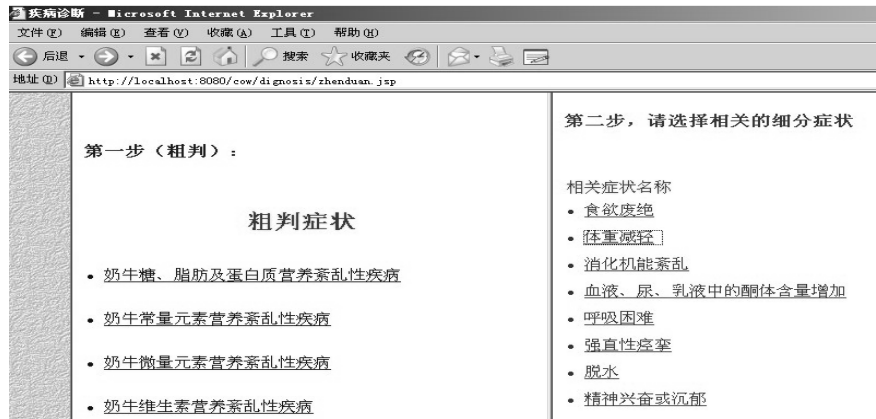 疾病诊断 - Microsoft Internet Explorer
文件(F) 编辑(E) 查看(V) 收藏(A) 工具(T) 帮助(H)
后退 搜索 收藏夹
地址(D) http://localhost:8080/cow/dignosis/zhenduan.jsp
第一步（粗判）：
粗判症状
• 奶牛糖、脂肪及蛋白质营养紊乱性疾病
• 奶牛常量元素营养紊乱性疾病
• 奶牛微量元素营养紊乱性疾病
• 奶牛维生素营养紊乱性疾病
第二步，请选择相关的细分症状
相关症状名称
• 食欲废绝
• 体重减轻
• 消化机能紊乱
• 血液、尿、乳液中的酮体含量增加
• 呼吸困难
• 强直性痉挛
• 脱水
• 精神兴奋或沉郁